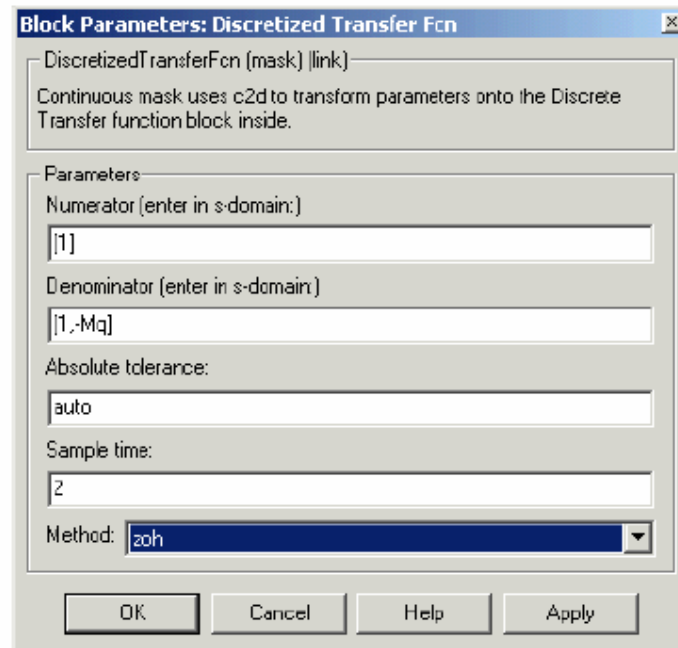 Block Parameters: Discretized Transfer Fcn
DiscretizedTransferFcn (mask) (link)
Continuous mask uses c2d to transform parameters onto the Discrete
Transfer function block inside.
Parameters
Numerator (enter in s-domain:)
[1]
Denominator (enter in s-domain:)
[1,-Mq]
Absolute tolerance:
auto
Sample time:
2
Method: zoh
OK Cancel Help Apply